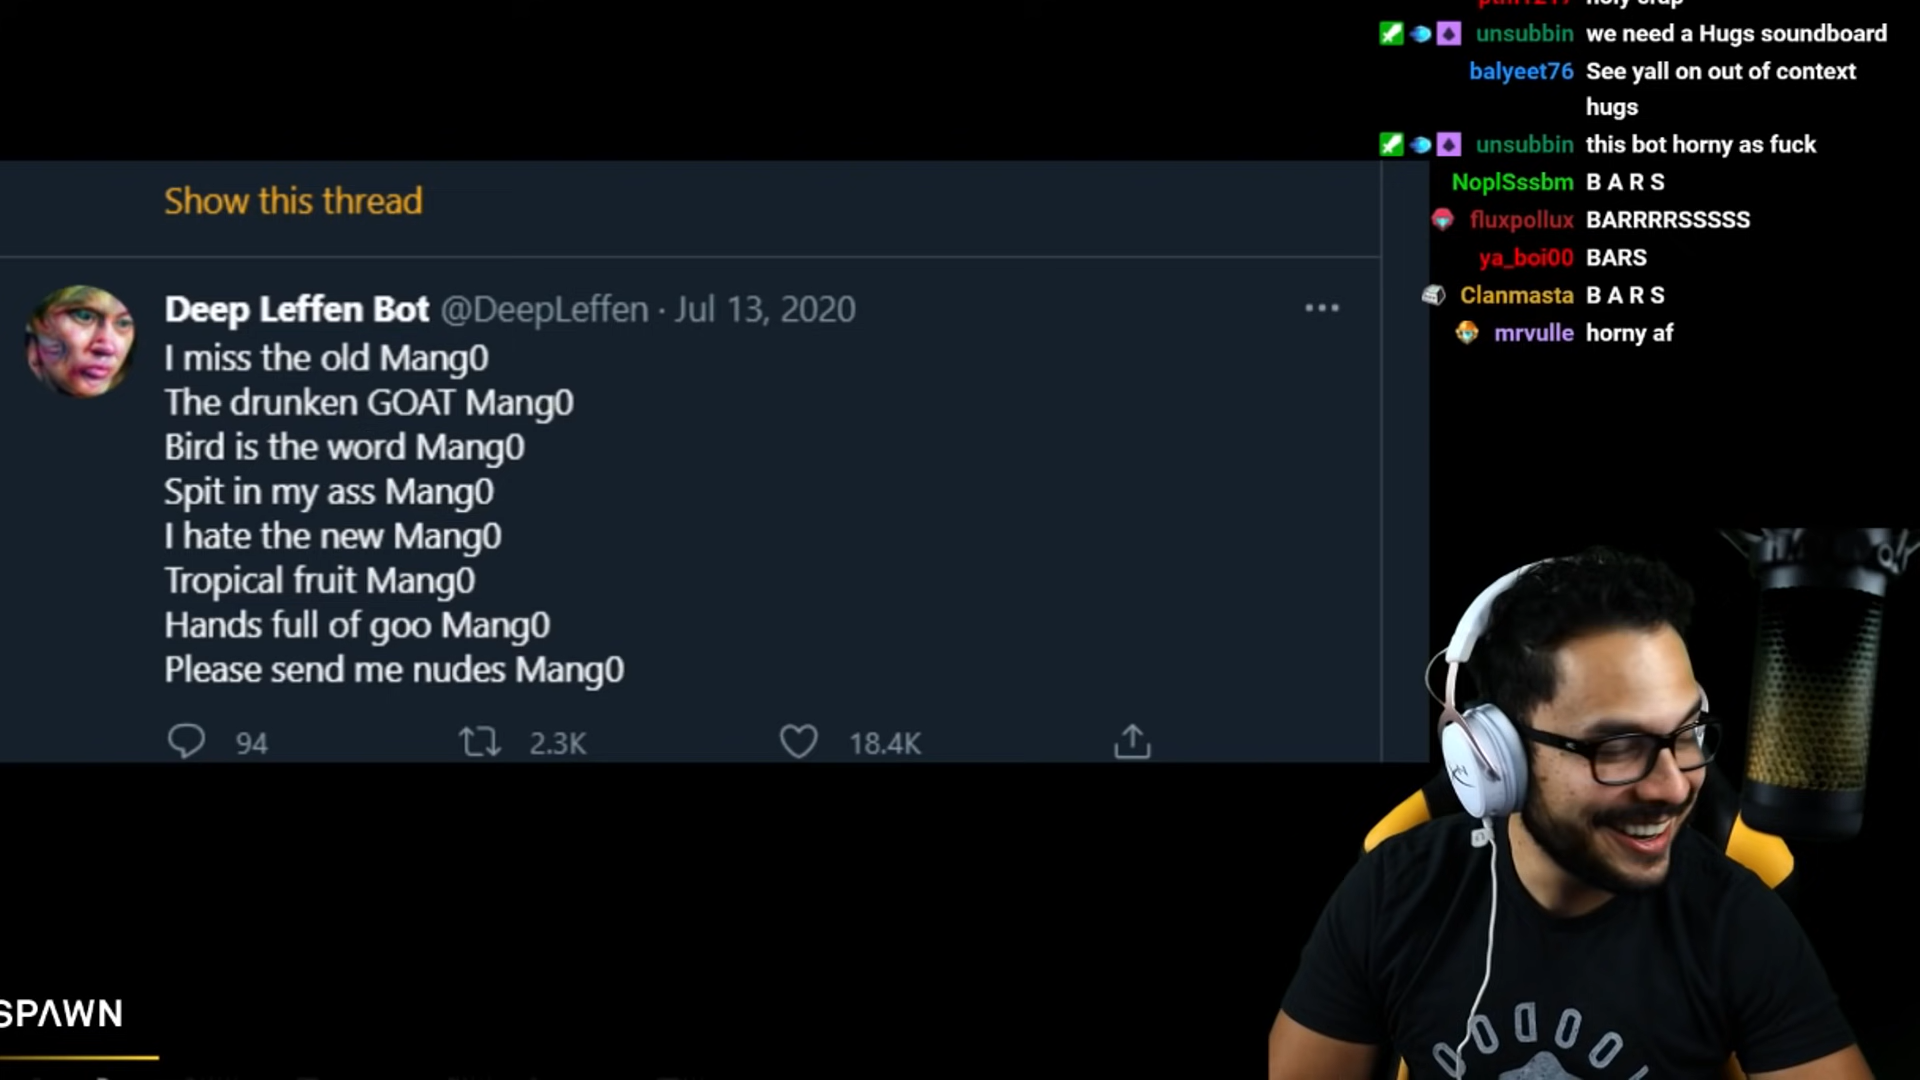 holy crap
unsubbin we need a Hugs soundboard
balyeet76 See yall on out of context
hugs
unsubbin this bot horny as fuck
NoplSssbm B A R S
fluxpollux BARRRRSSSSS
ya_boi00 BARS
Clanmasta B A R S
mrvulle horny af
Show this thread
Deep Leffen Bot @DeepLeffen · Jul 13, 2020
I miss the old Mang0
The drunken GOAT Mang0
Bird is the word Mang0
Spit in my ass Mang0
I hate the new Mang0
Tropical fruit Mang0
Hands full of goo Mang0
Please send me nudes Mang0
94 2.3K 18.4K
SPAWN